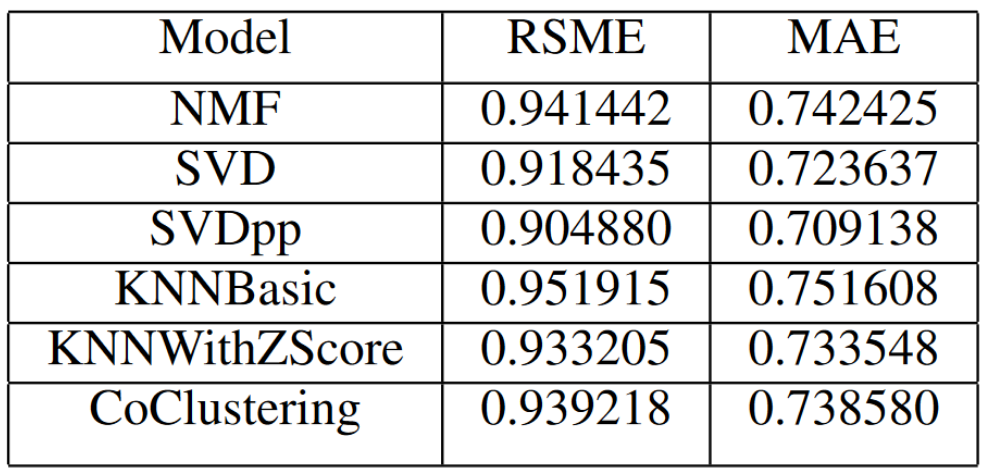 Model RSME MAE
NMF 0.941442 0.742425
SVD 0.918435 0.723637
SVDpp 0.904880 0.709138
KNNBasic 0.951915 0.751608
KNNWithZScore 0.933205 0.733548
CoClustering 0.939218 0.738580